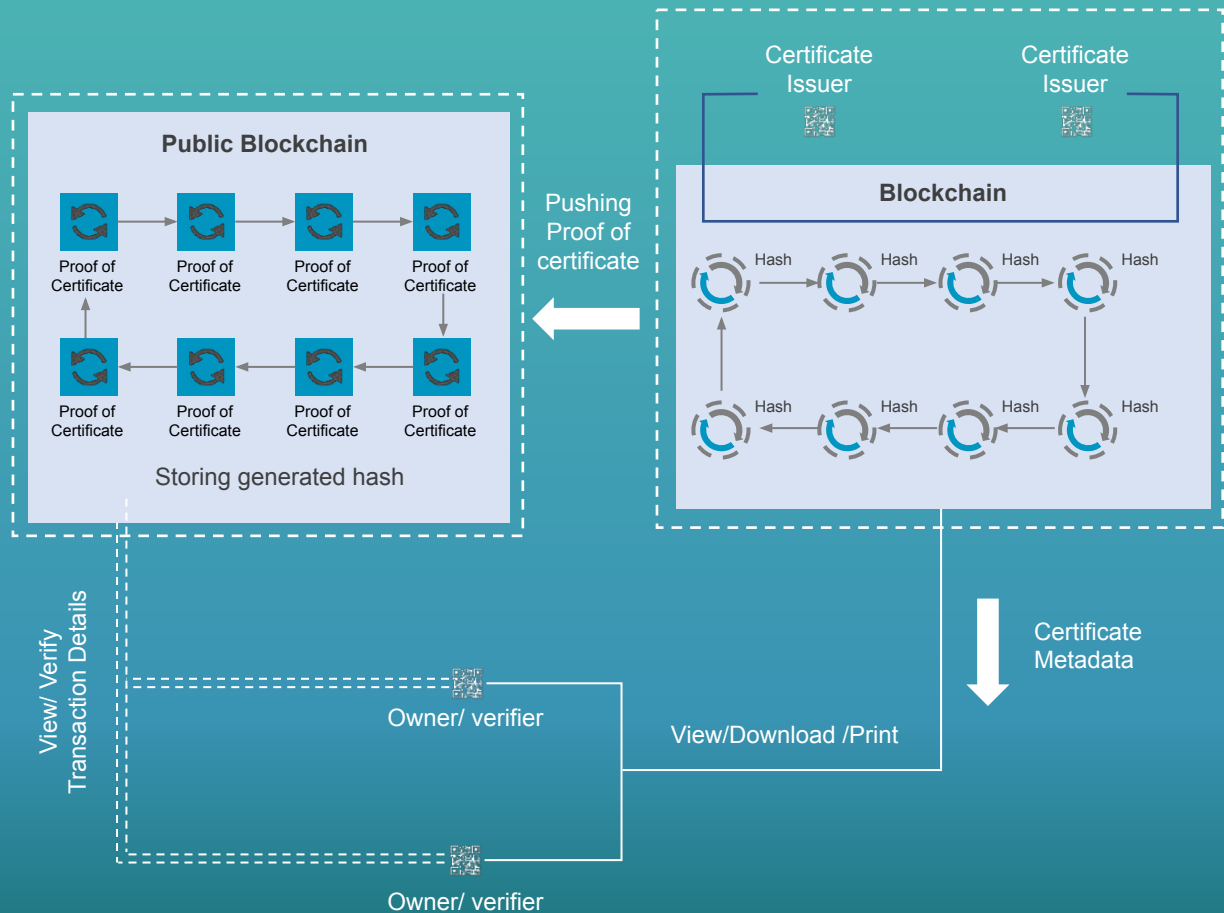 Certificate
Issuer
Certificate
Issuer
Public Blockchain
Proof of
Certificate
Proof of
Certificate
Proof of
Certificate
Proof of
Certificate
Proof of
Certificate
Proof of
Certificate
Proof of
Certificate
Proof of
Certificate
Storing generated hash
Pushing
Proof of
certificate
Blockchain
Hash
Hash
Hash
Hash
Hash
Hash
Hash
Hash
View/ Verify
Transaction Details
Certificate
Metadata
Owner/ verifier
View/Download /Print
Owner/ verifier